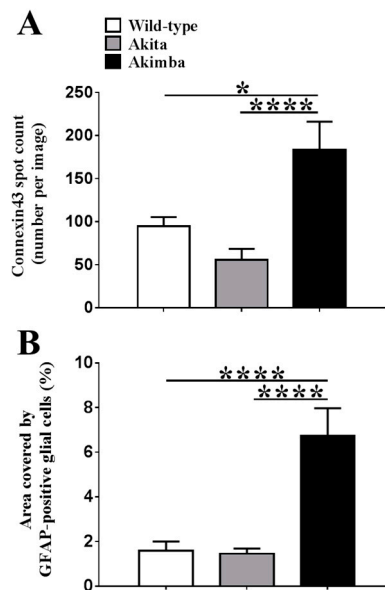 A
Wild-type
Akita
Akimba
Connexin43 spot count
(number per image)
250
200
150
100
50
0
*
****
B
Area covered by
GFAP-positive glial cells (%)
10
8
6
4
2
0
****
****